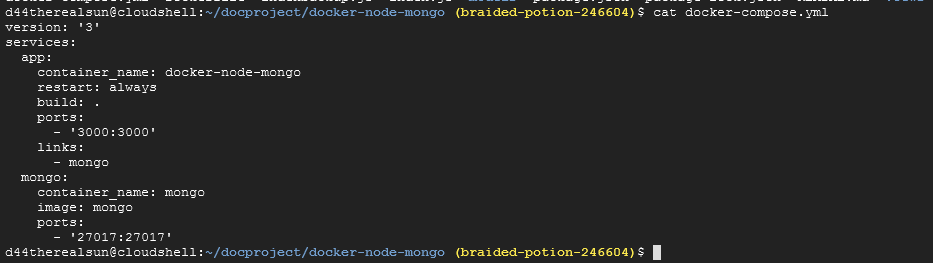 d44therealsun@cloudshell:~/docproject/docker-node-mongo (braided-potion-246604)$ cat docker-compose.yml
version: '3'
services:
  app:
    container_name: docker-node-mongo
    restart: always
    build: .
    ports:
      - '3000:3000'
    links:
      - mongo
  mongo:
    container_name: mongo
    image: mongo
    ports:
      - '27017:27017'
d44therealsun@cloudshell:~/docproject/docker-node-mongo (braided-potion-246604)$